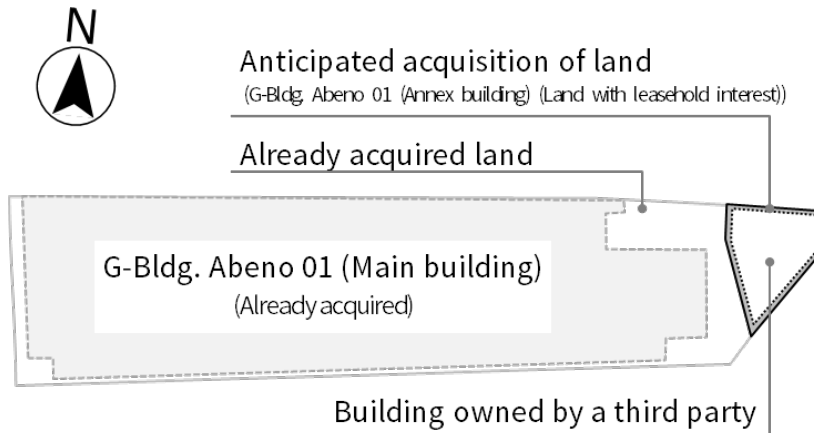 N
Anticipated acquisition of land
(G-Bldg. Abeno 01 (Annex building) (Land with leasehold interest))
Already acquired land
G-Bldg. Abeno 01 (Main building)
(Already acquired)
Building owned by a third party